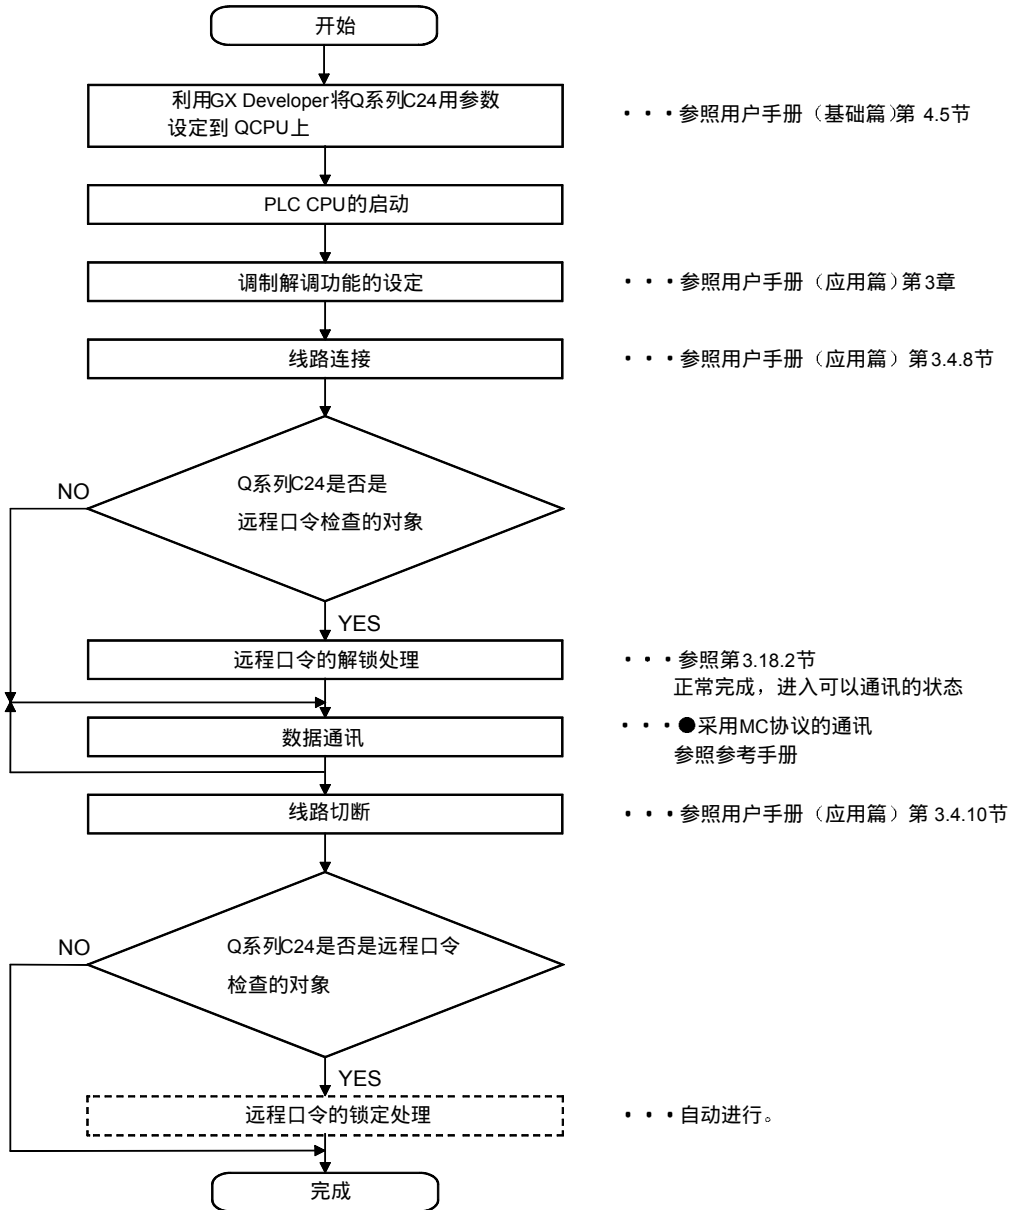 开始
利用GX Developer将Q系列C24用参数
设定到 QCPU上
・・・参照用户手册（基础篇）第 4.5节
PLC CPU的启动
调制解调功能的设定
・・・参照用户手册（应用篇）第3章
线路连接
・・・参照用户手册（应用篇）第3.4.8节
Q系列C24是否是
远程口令检查的对象
NO
YES
远程口令的解锁处理
・・・参照第3.18.2节
正常完成，进入可以通讯的状态
数据通讯
・・・●采用MC协议的通讯
参照参考手册
线路切断
・・・参照用户手册（应用篇）第 3.4.10节
Q系列C24是否是远程口令
检查的对象
NO
YES
远程口令的锁定处理
・・・自动进行。
完成